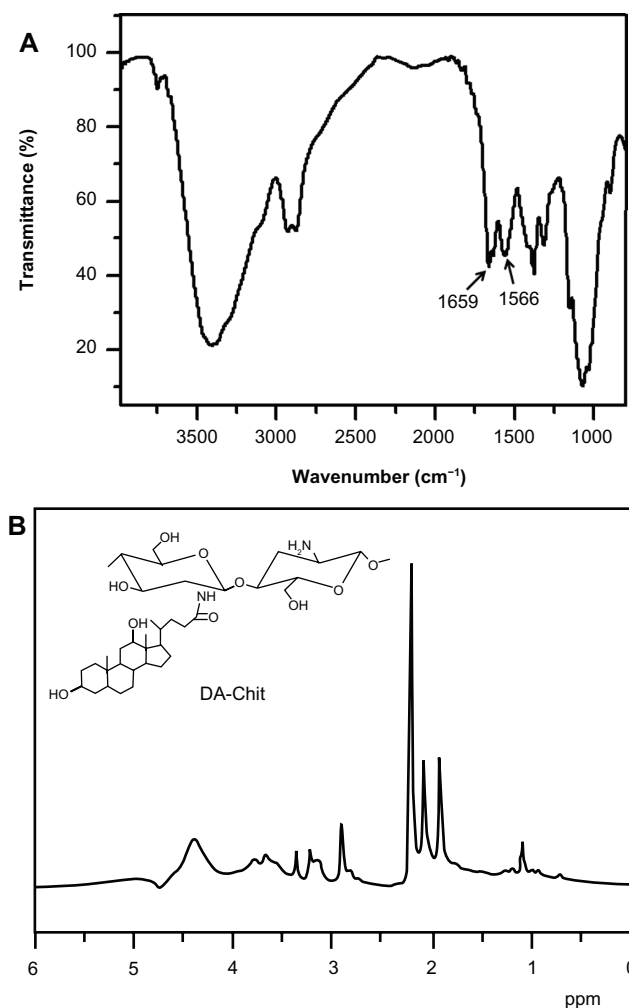 A
100
80
60
40
20
Transmittance (%)
1659
1566
3500 3000 2500 2000 1500 1000
Wavenumber (cm⁻¹)
B
OH
O
H₂N
O
HO
O
O
OH
NH
O
OH
HO
DA-Chit
6 5 4 3 2 1 0
ppm